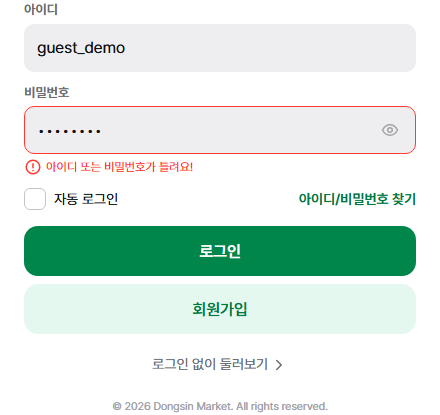 아이디
guest_demo
비밀번호
••••••••
아이디 또는 비밀번호가 틀려요!
자동 로그인
아이디/비밀번호 찾기
로그인
회원가입
로그인 없이 둘러보기
© 2026 Dongsin Market. All rights reserved.